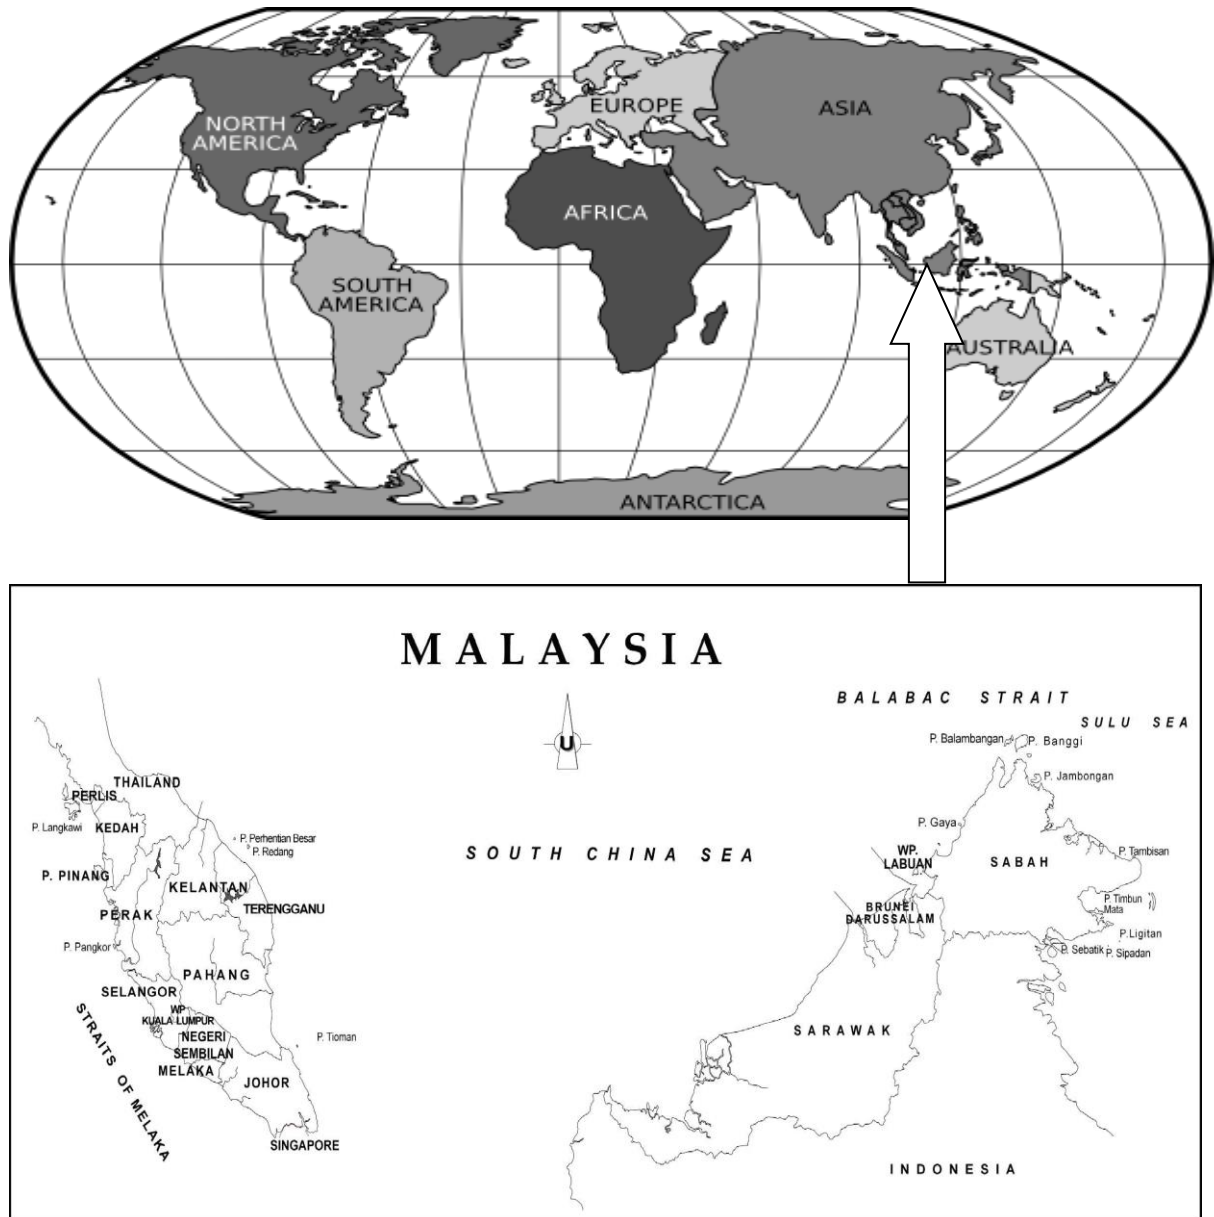 NORTH
AMERICA
EUROPE
ASIA
AFRICA
SOUTH
AMERICA
AUSTRALIA
ANTARCTICA
MALAYSIA
BALABAC STRAIT
SULU SEA
U
P. Balambangan
P. Banggi
P. Jambongan
THAILAND
PERLIS
P. Langkawi
KEDAH
P. Perhentian Besar
P. Redang
P. Gaya
SOUTH CHINA SEA
WP.
LABUAN
SABAH
P. Tambisan
P. PINANG
KELANTAN
TERENGGANU
PERAK
BRUNEI
DARUSSALAM
P. Timbun
Mata
P. Pangkor
P.Ligitan
P. Sebatik
P. Sipadan
PAHANG
SELANGOR
WP
KUALA LUMPUR
STRAITS OF MELAKA
NEGERI
SEMBILAN
P. Tioman
SARAWAK
MELAKA
JOHOR
SINGAPORE
INDONESIA